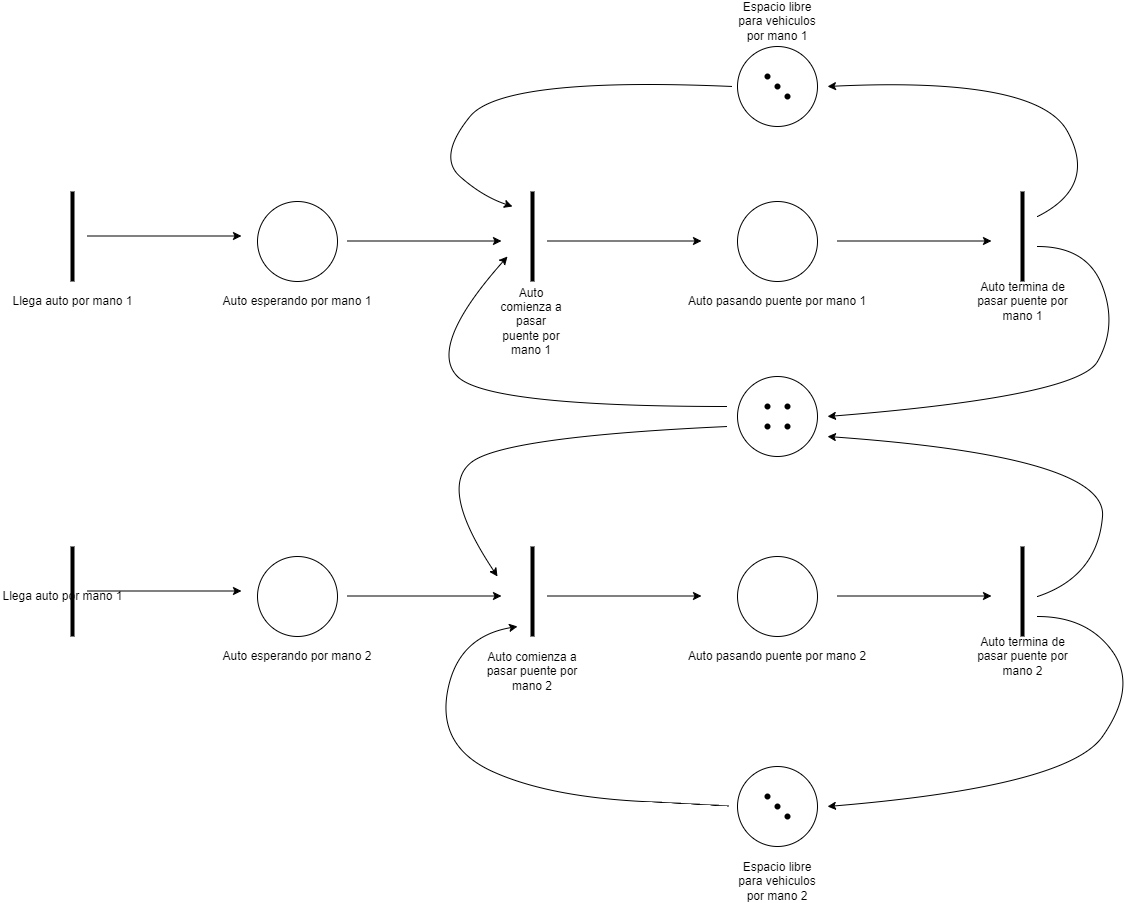 Espacio libre
para vehiculos
por mano 1
Llega auto por mano 1
Auto esperando por mano 1
Auto
comienza a
pasar
puente por
mano 1
Auto pasando puente por mano 1
Auto termina de
pasar puente por
mano 1
Llega auto por mano 1
Auto esperando por mano 2
Auto comienza a
pasar puente por
mano 2
Auto pasando puente por mano 2
Auto termina de
pasar puente por
mano 2
Espacio libre
para vehiculos
por mano 2